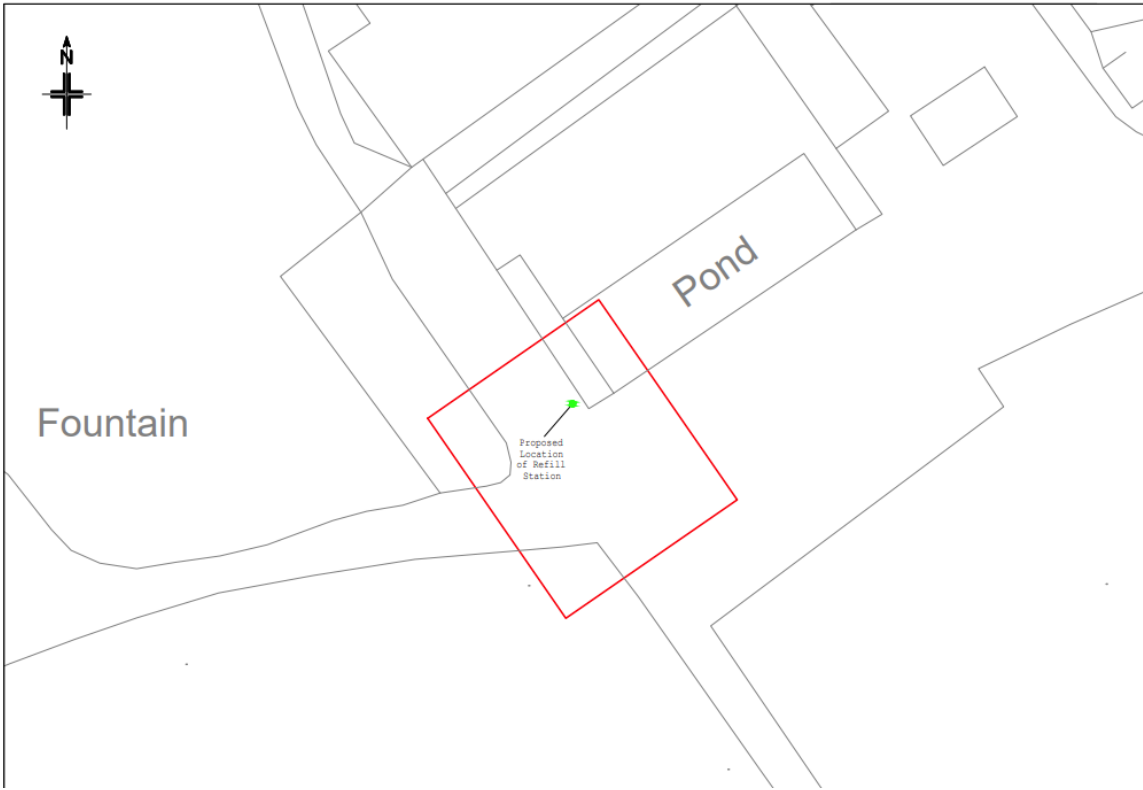 N
Pond
Fountain
Proposed
Location
of Refill
Station